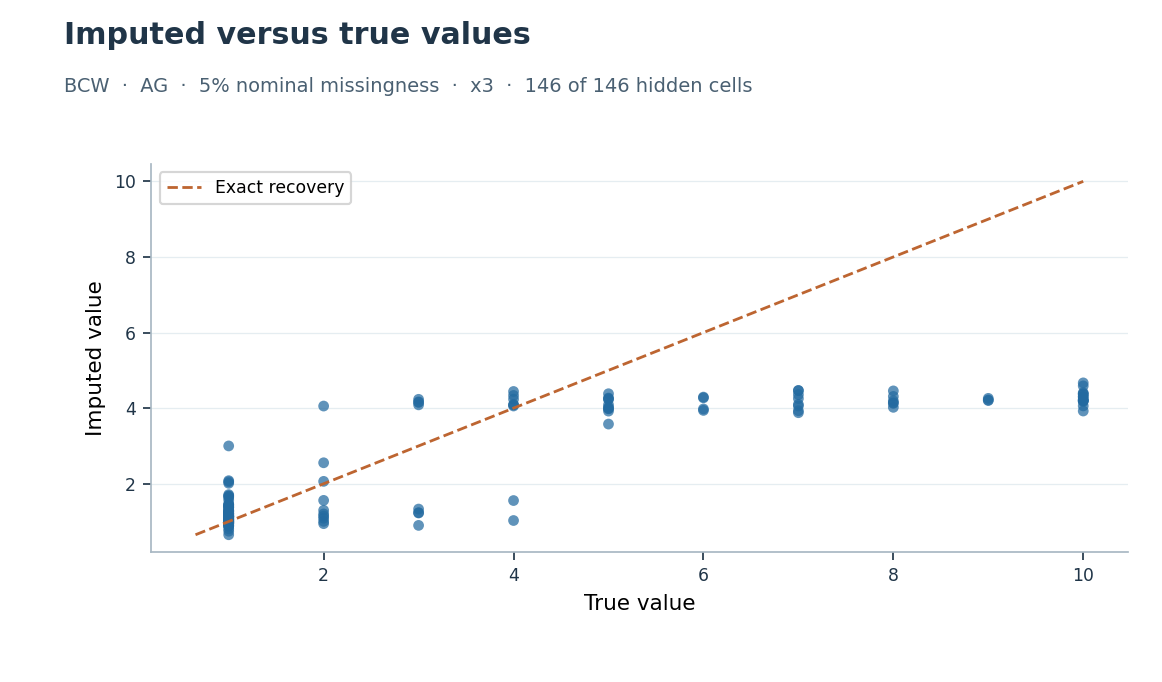 Imputed versus true values
BCW · AG · 5% nominal missingness · x3 · 146 of 146 hidden cells
Exact recovery
10
8
6
4
2
Imputed value
2
4
6
8
10
True value